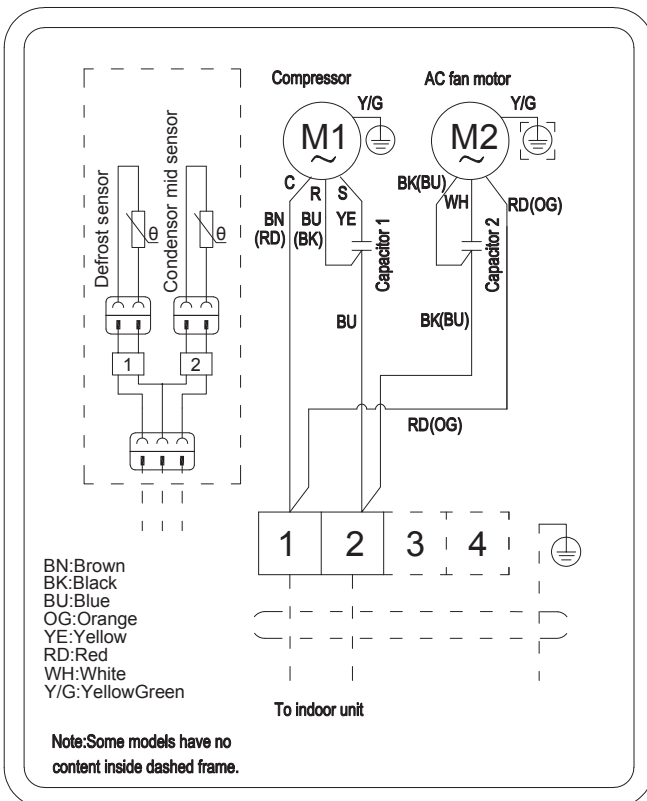 Compressor
AC fan motor
Y/G
Y/G
M1
~
M2
~
Defrost sensor
Condensor mid sensor
θ
θ
C
R
S
BN
(RD)
BU
(BK)
YE
Capacitor 1
BK(BU)
WH
RD(OG)
Capacitor 2
BU
BK(BU)
1
2
RD(OG)
1
2
3
4
BN:Brown
BK:Black
BU:Blue
OG:Orange
YE:Yellow
RD:Red
WH:White
Y/G:YellowGreen
To indoor unit
Note:Some models have no
content inside dashed frame.